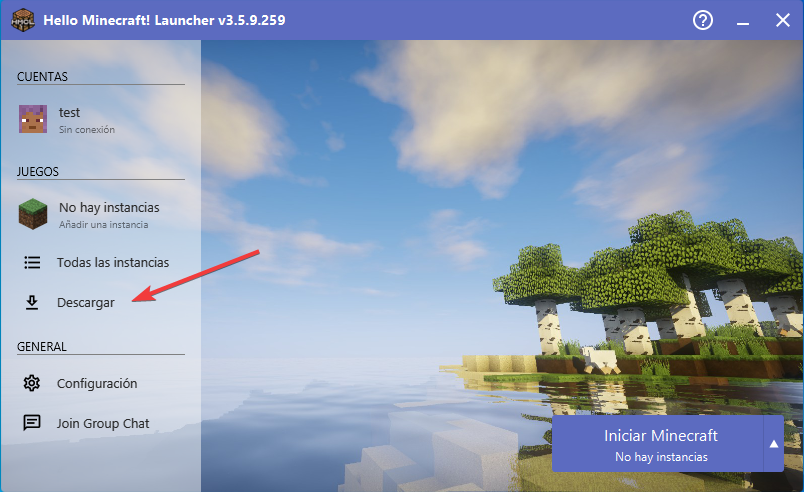 Hello Minecraft! Launcher v3.5.9.259
CUENTAS
test
Sin conexión
JUEGOS
No hay instancias
Añadir una instancia
Todas las instancias
Descargar
GENERAL
Configuración
Join Group Chat
Iniciar Minecraft
No hay instancias